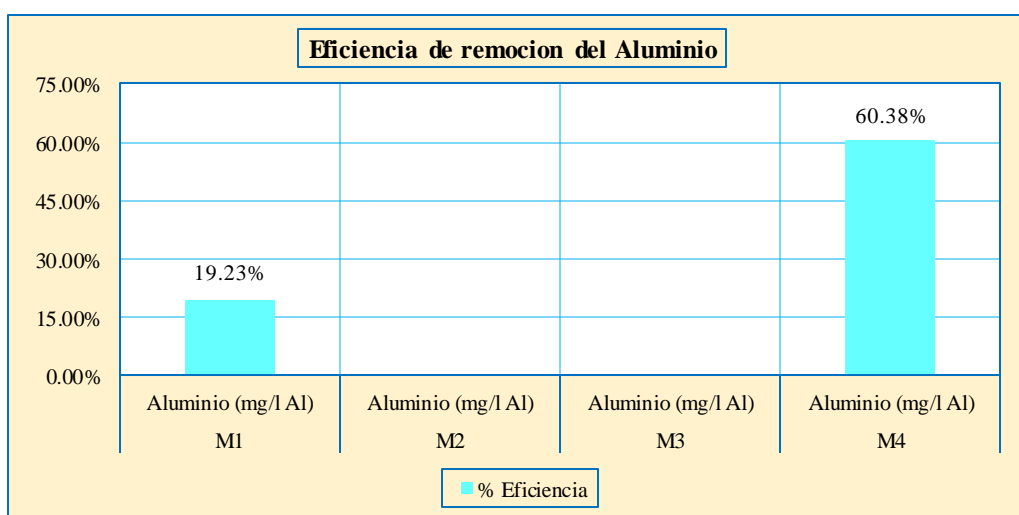 Eficiencia de remocion del Aluminio
75.00%
60.00%
45.00%
30.00%
15.00%
0.00%
19.23%
60.38%
Aluminio (mg/l Al) Aluminio (mg/l Al) Aluminio (mg/l Al) Aluminio (mg/l Al)
M1 M2 M3 M4
% Eficiencia